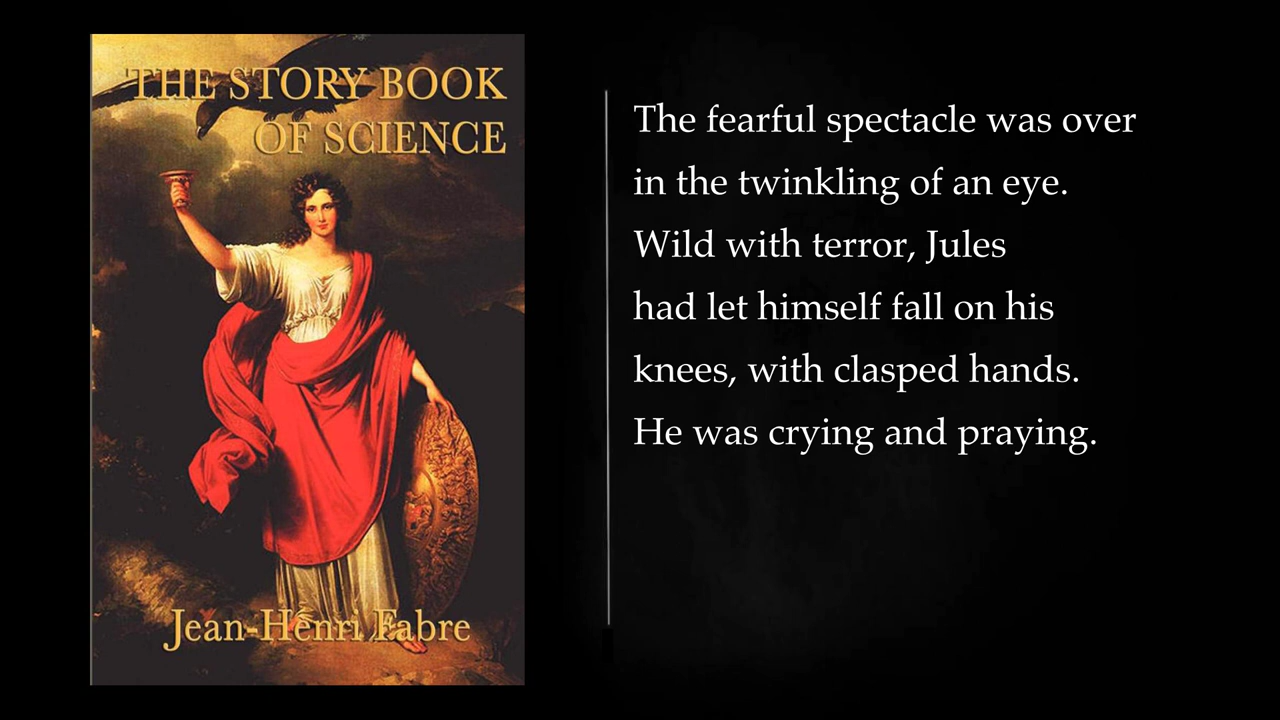 THE STORY BOOK
OF SCIENCE
Jean-Henri Fabre
The fearful spectacle was over
in the twinkling of an eye.
Wild with terror, Jules
had let himself fall on his
knees, with clasped hands.
He was crying and praying.